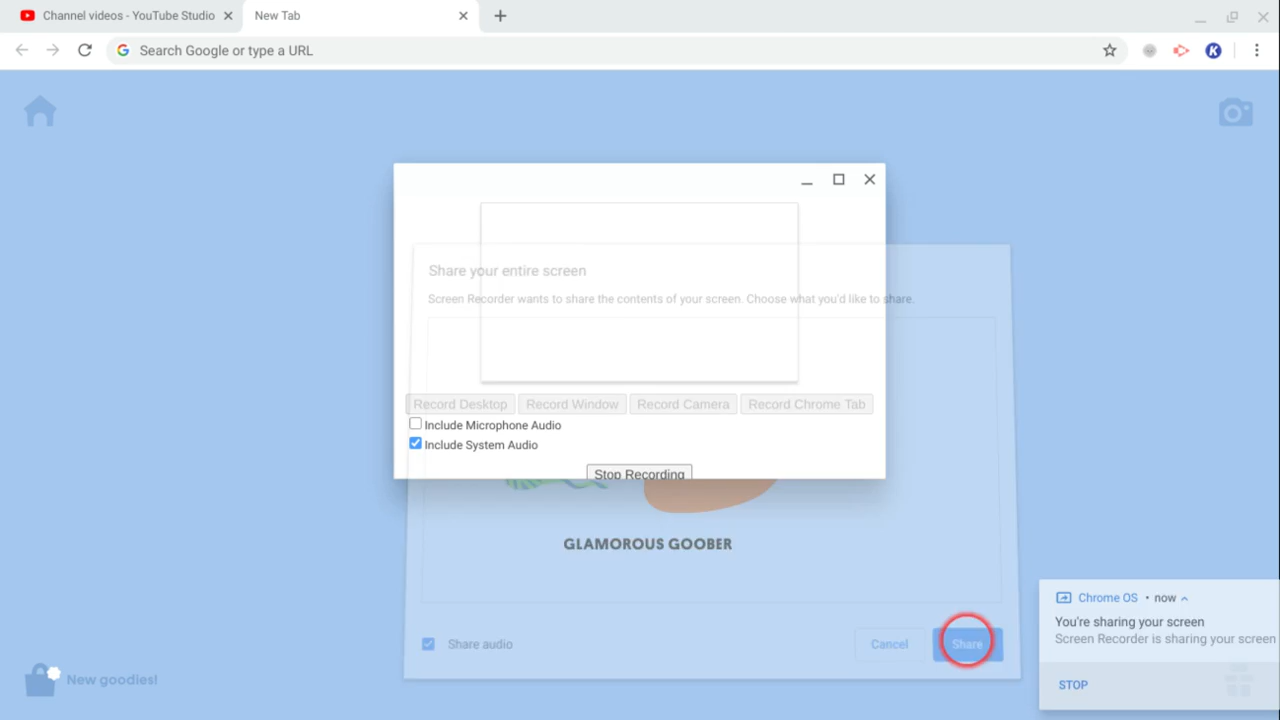 Channel videos - YouTube Studio
New Tab
Search Google or type a URL
K
Share your entire screen
Screen Recorder wants to share the contents of your screen. Choose what you'd like to share.
Record Desktop Record Window Record Camera Record Chrome Tab
Include Microphone Audio
Include System Audio
Stop Recording
GLAMOROUS GOOBER
Share audio
Cancel
Share
Chrome OS • now
You're sharing your screen
Screen Recorder is sharing your screen
STOP
New goodies!